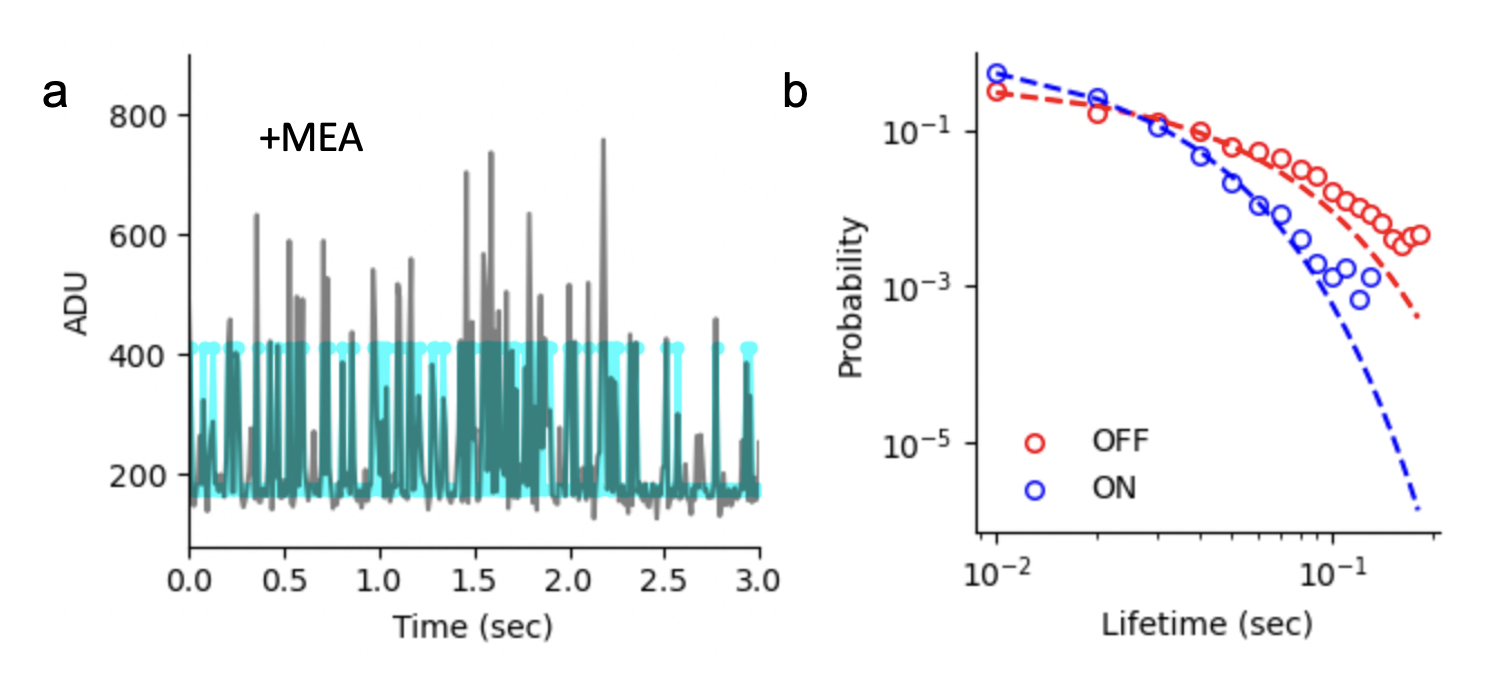 a
+MEA
800
600
400
200
ADU
0.0 0.5 1.0 1.5 2.0 2.5 3.0
Time (sec)
b
10⁻¹
10⁻³
10⁻⁵
Probability
OFF
ON
10⁻² 10⁻¹
Lifetime (sec)